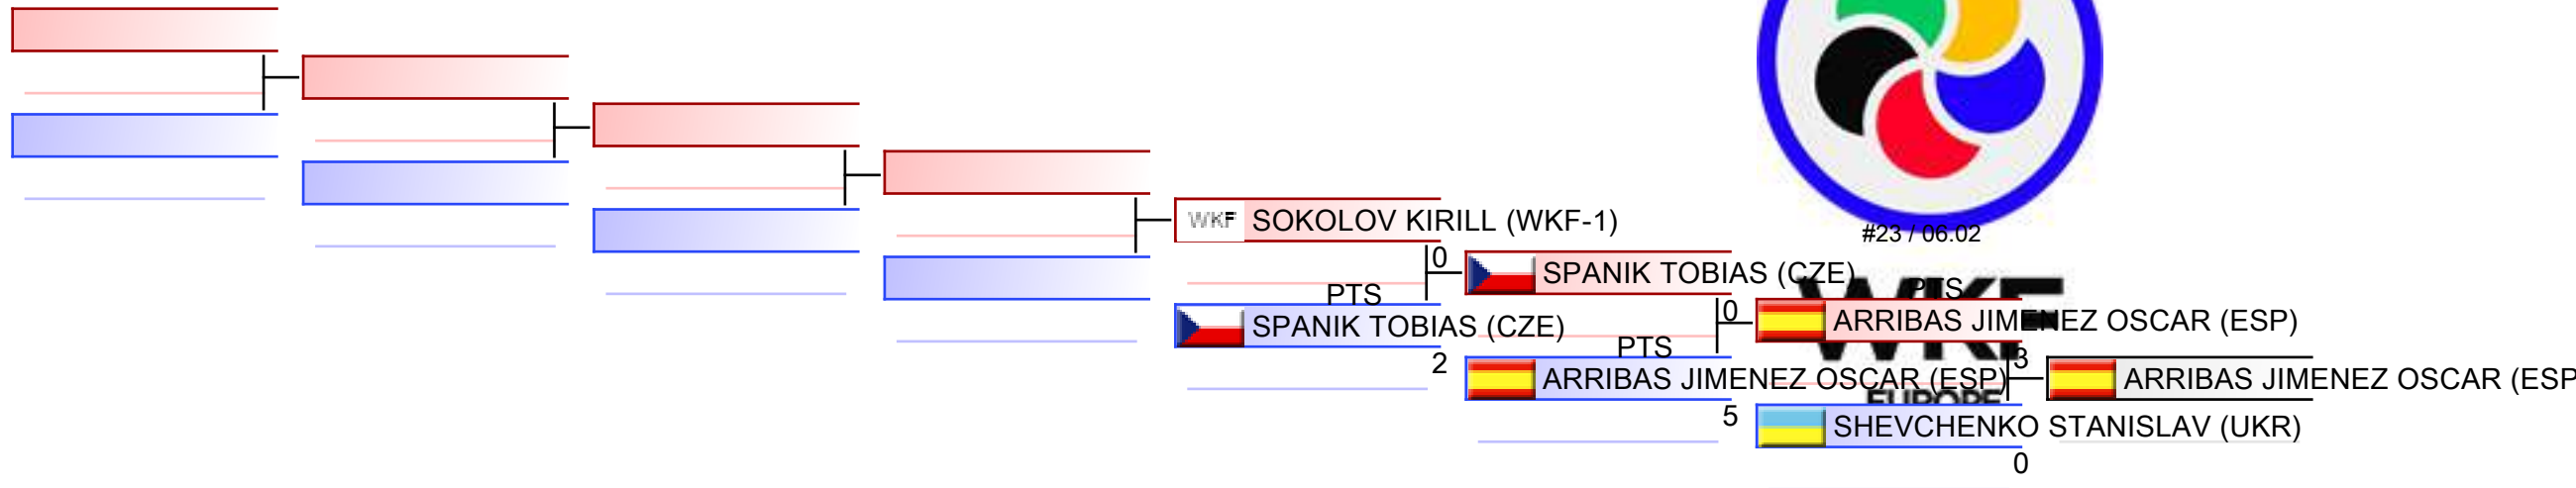 WKF SOKOLOV KIRILL (WKF-1)
#23 / 06.02
0
SPANIK TOBIAS (CZE)
PTS
PTS
WKF
0
ARRIBAS JIMENEZ OSCAR (ESP)
SPANIK TOBIAS (CZE)
PTS
2
3
ARRIBAS JIMENEZ OSCAR (ESP)
ARRIBAS JIMENEZ OSCAR (ESP
EUROPE
5
SHEVCHENKO STANISLAV (UKR)
0